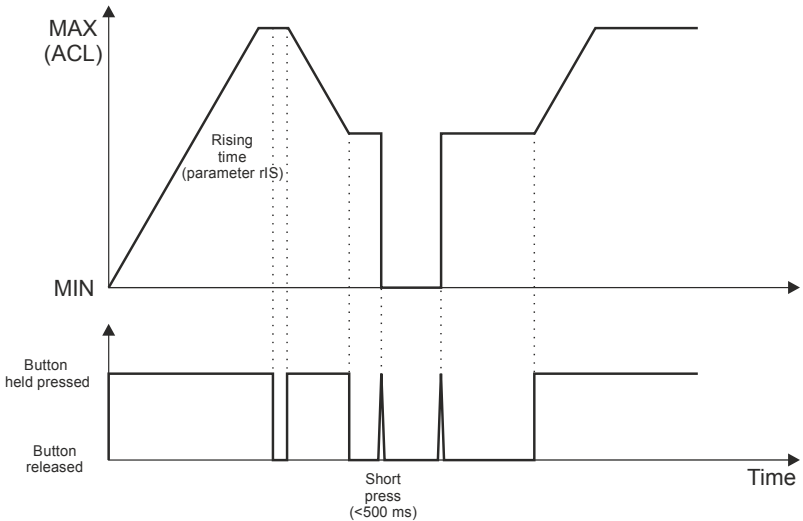 MAX
(ACL)
Rising
time
(parameter rIS)
MIN
Button
held pressed
Button
released
Time
Short
press
(<500 ms)